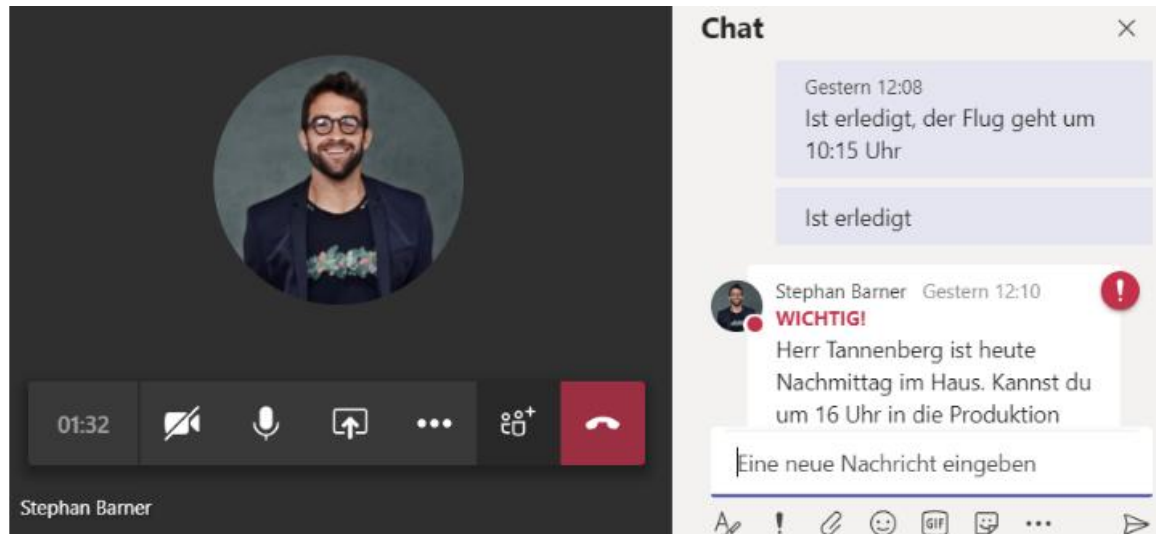 Chat
Gestern 12:08
Ist erledigt, der Flug geht um
10:15 Uhr
Ist erledigt
Stephan Barner Gestern 12:10
WICHTIG!
Herr Tannenberg ist heute
Nachmittag im Haus. Kannst du
um 16 Uhr in die Produktion
Eine neue Nachricht eingeben
GIF
01:32
Stephan Barner